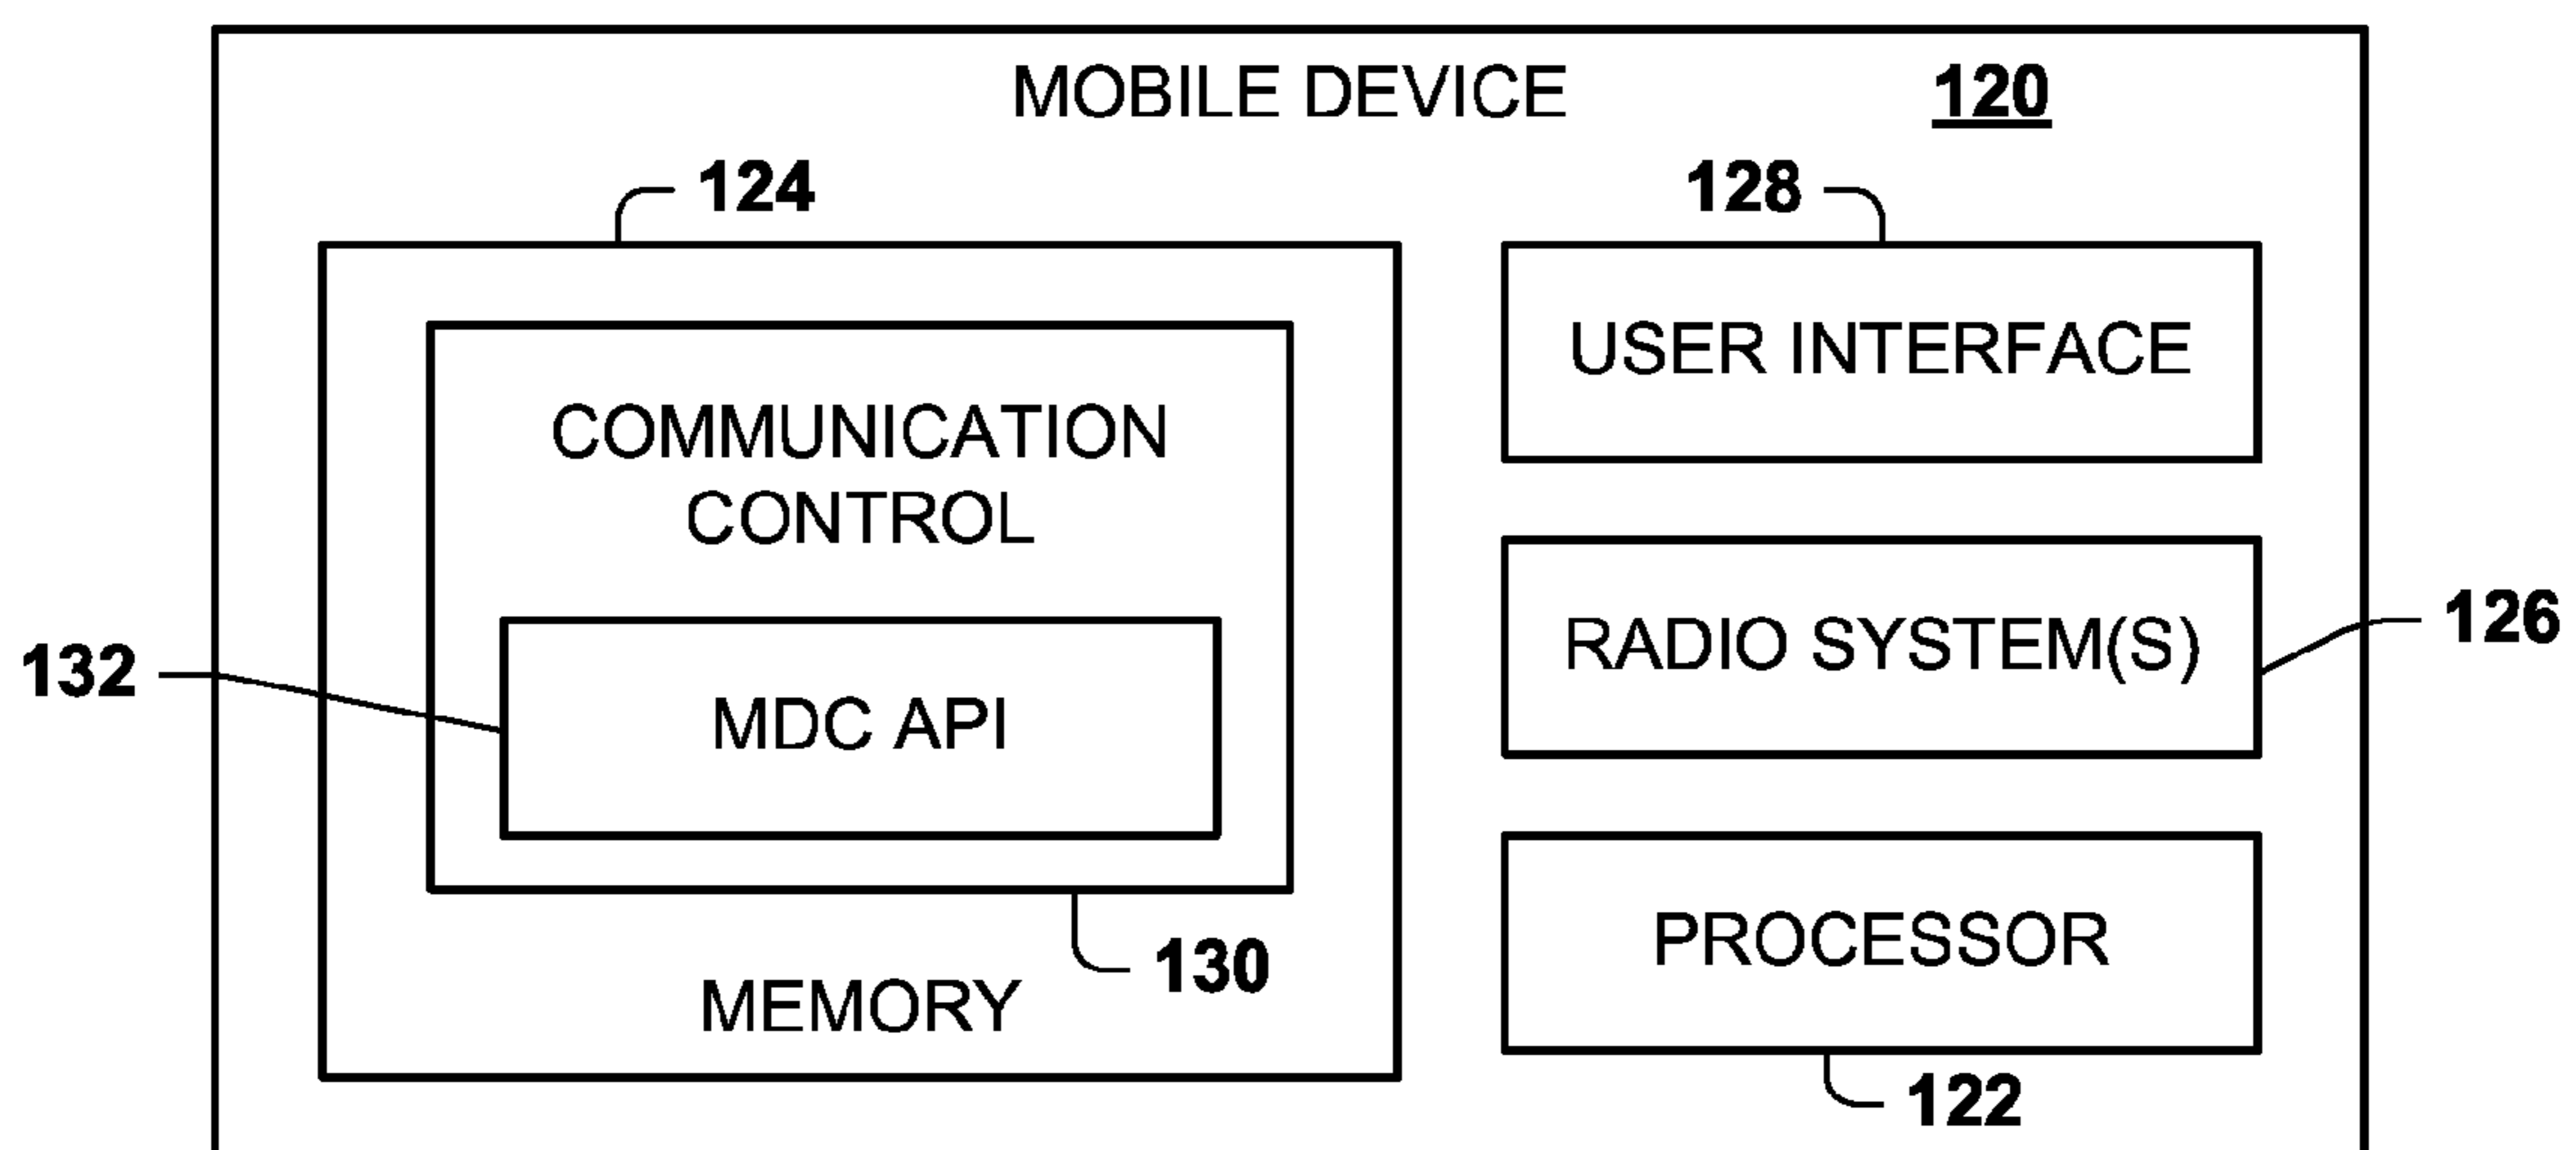 MOBILE DEVICE 120
124
128
COMMUNICATION
CONTROL
USER INTERFACE
132
MDC API
RADIO SYSTEM(S)
126
130
MEMORY
PROCESSOR
122